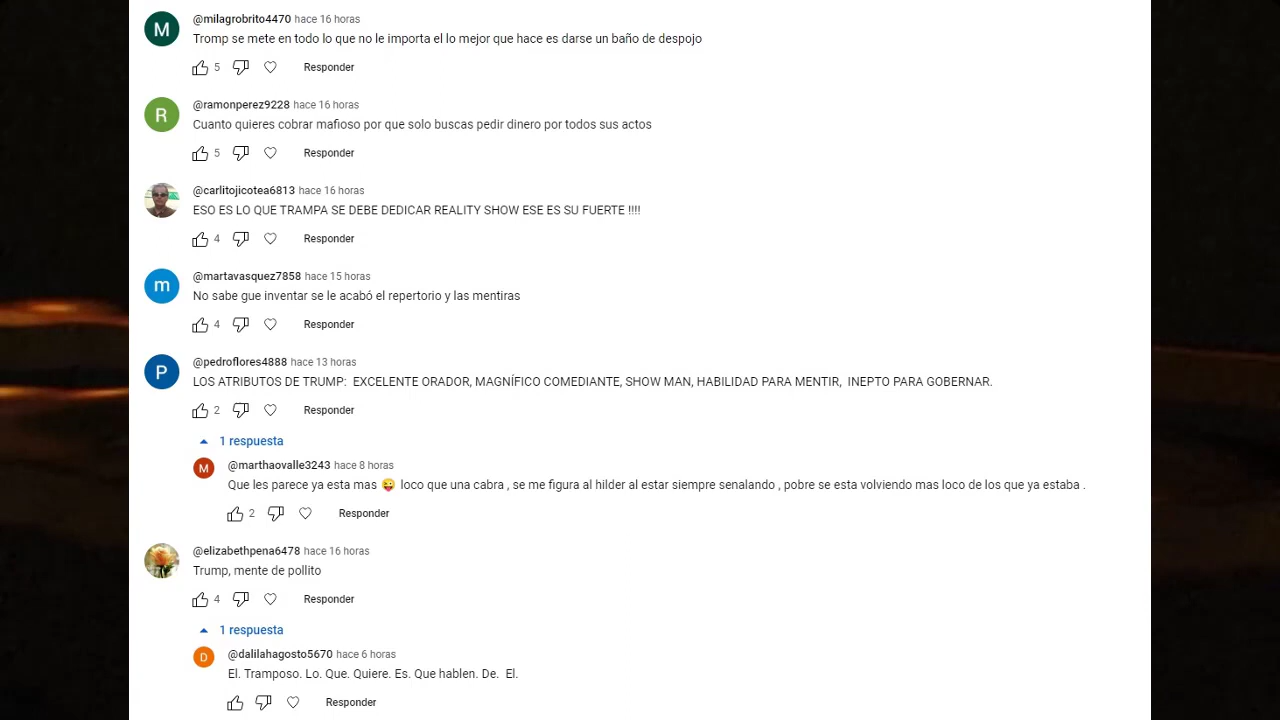 @milagrobrito4470 hace 16 horas
Tromp se mete en todo lo que no le importa el lo mejor que hace es darse un baño de despojo
5 Responder
@ramonperez9228 hace 16 horas
Cuanto quieres cobrar mafioso por que solo buscas pedir dinero por todos sus actos
5 Responder
@carlitojicotea6813 hace 16 horas
ESO ES LO QUE TRAMPA SE DEBE DEDICAR REALITY SHOW ESE ES SU FUERTE !!!!
4 Responder
@martavasquez7858 hace 15 horas
No sabe gue inventar se le acabó el repertorio y las mentiras
4 Responder
@pedroflores4888 hace 13 horas
LOS ATRIBUTOS DE TRUMP: EXCELENTE ORADOR, MAGNÍFICO COMEDIANTE, SHOW MAN, HABILIDAD PARA MENTIR, INEPTO PARA GOBERNAR.
2 Responder
1 respuesta
@marthaovalle3243 hace 8 horas
Que les parece ya esta mas 😜 loco que una cabra , se me figura al hilder al estar siempre senalando , pobre se esta volviendo mas loco de los que ya estaba .
2 Responder
@elizabethpena6478 hace 16 horas
Trump, mente de pollito
4 Responder
1 respuesta
@dalilahagosto5670 hace 6 horas
El. Tramposo. Lo. Que. Quiere. Es. Que hablen. De. El.
Responder
M
R
m
P
M
D